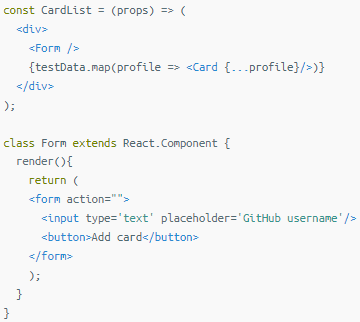 const CardList = (props) => (
  <div>
    <Form />
    {testData.map(profile => <Card {...profile}/>)}
  </div>
);

class Form extends React.Component {
  render(){
    return (
    <form action="">
      <input type='text' placeholder='GitHub username'/>
      <button>Add card</button>
    </form>
    );
  }
}